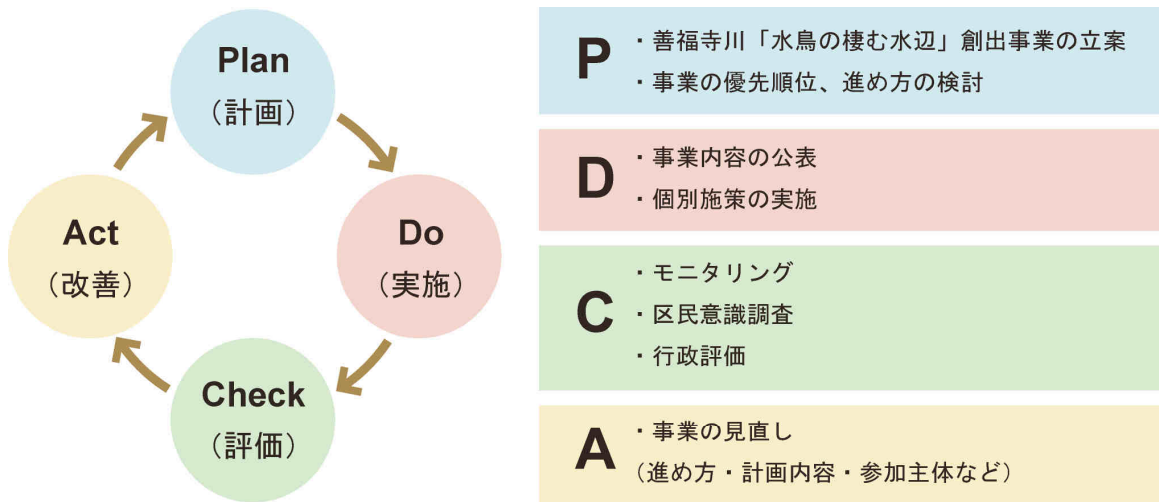 Plan
（計画）
Do
（実施）
Check
（評価）
Act
（改善）
P
・善福寺川「水鳥の棲む水辺」創出事業の立案
・事業の優先順位、進め方の検討
D
・事業内容の公表
・個別施策の実施
C
・モニタリング
・区民意識調査
・行政評価
A
・事業の見直し
（進め方・計画内容・参加主体など）